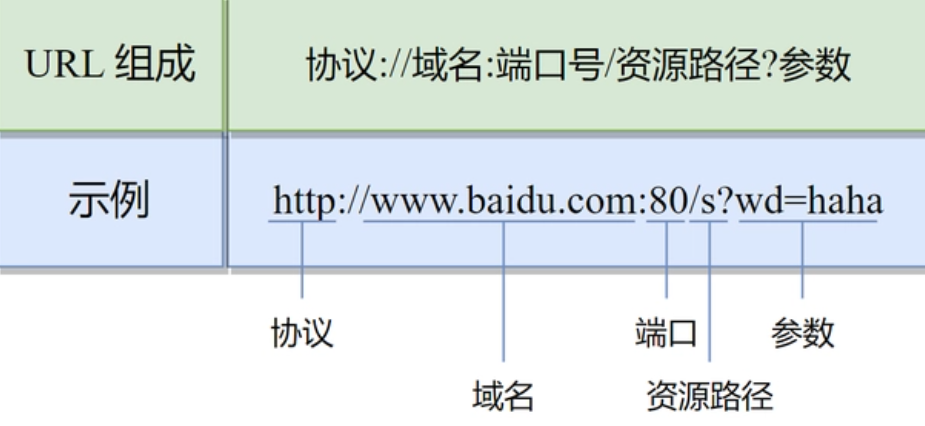 URL 组成
协议://域名:端口号/资源路径?参数
示例
http://www.baidu.com:80/s?wd=haha
协议
端口
参数
域名
资源路径